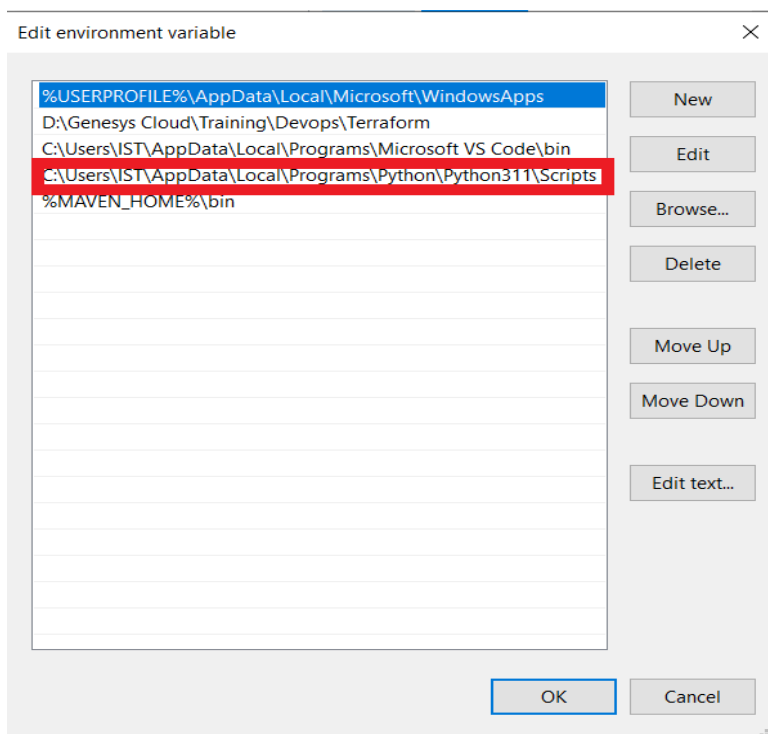 Edit environment variable
%USERPROFILE%\AppData\Local\Microsoft\WindowsApps
D:\Genesys Cloud\Training\Devops\Terraform
C:\Users\IST\AppData\Local\Programs\Microsoft VS Code\bin
C:\Users\IST\AppData\Local\Programs\Python\Python311\Scripts
%MAVEN_HOME%\bin
New
Edit
Browse...
Delete
Move Up
Move Down
Edit text...
OK
Cancel